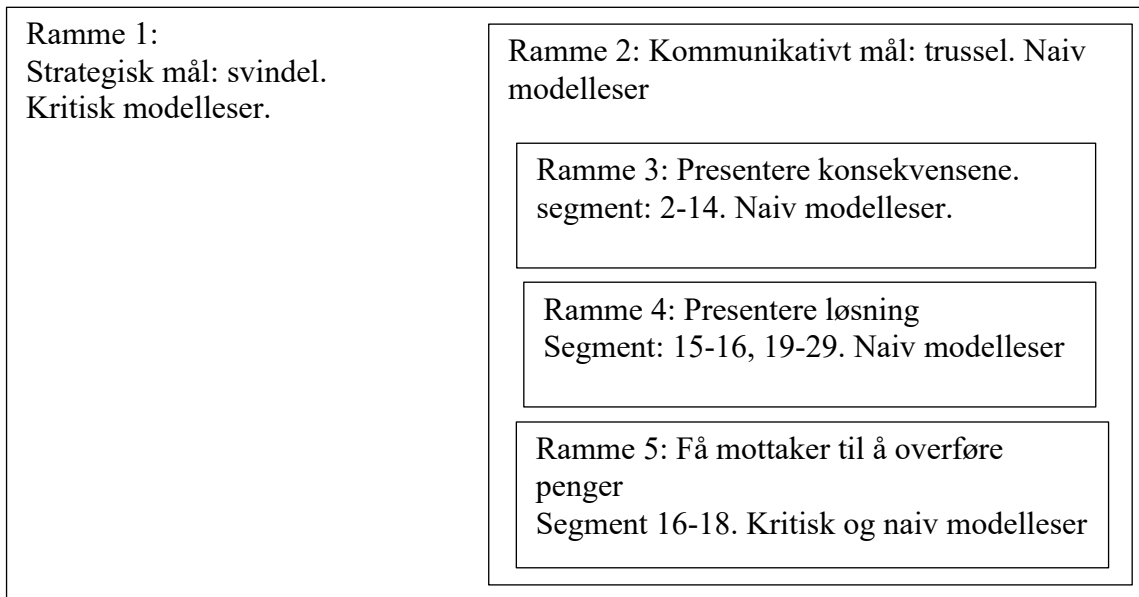 Ramme 1:
Strategisk mål: svindel.
Kritisk modelleser.
Ramme 2: Kommunikativt mål: trussel. Naiv
modelleser
Ramme 3: Presentere konsekvensene.
segment: 2-14. Naiv modelleser.
Ramme 4: Presentere løsning
Segment: 15-16, 19-29. Naiv modelleser
Ramme 5: Få mottaker til å overføre
penger
Segment 16-18. Kritisk og naiv modelleser